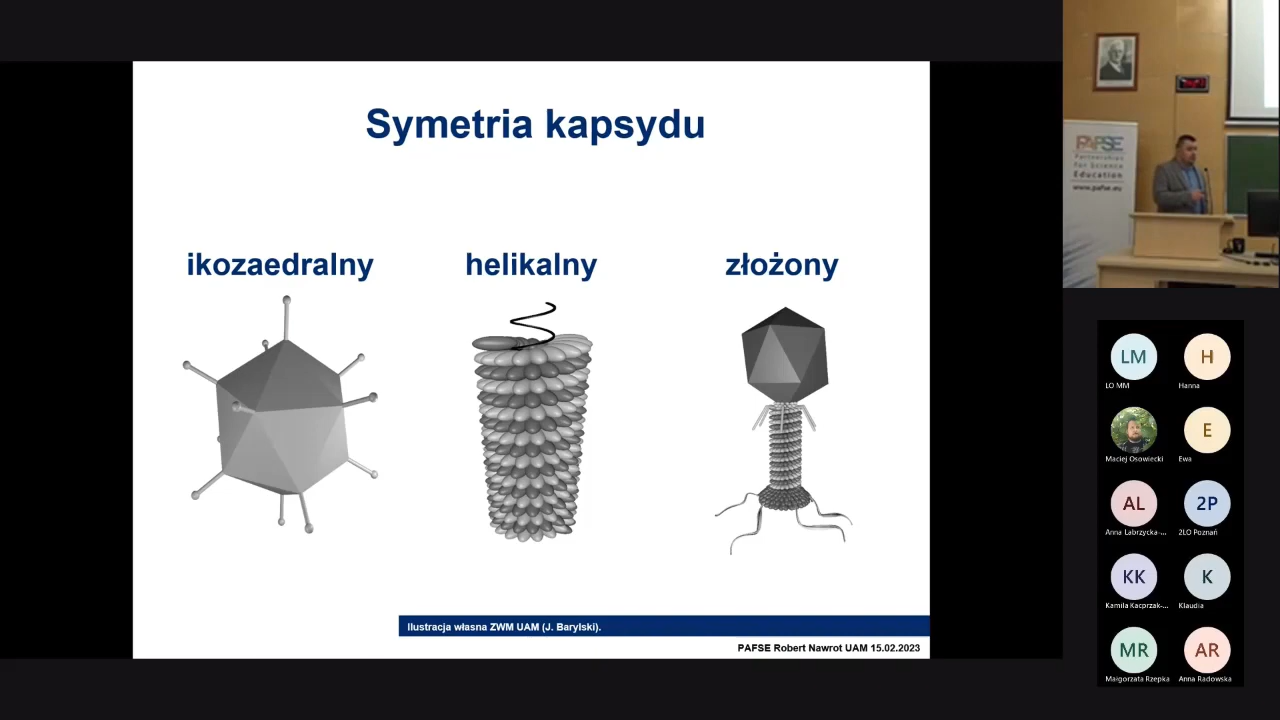 Symetria kapsydu
ikozaedralny
helikalny
złożony
Ilustracja własna ZWM UAM (J. Barylski).
PAFSE Robert Nawrot UAM 15.02.2023
PAFSE
Partnerships
for Science
Education
www.pafse.eu
LM
H
LO MM
Hanna
E
Maciej Osowiecki
Ewa
AL
2P
Anna Labrzycka-...
2LO Poznań
KK
K
Kamila Kacprzak-...
Klaudia
MR
AR
Małgorzata Rzepka
Anna Radowska